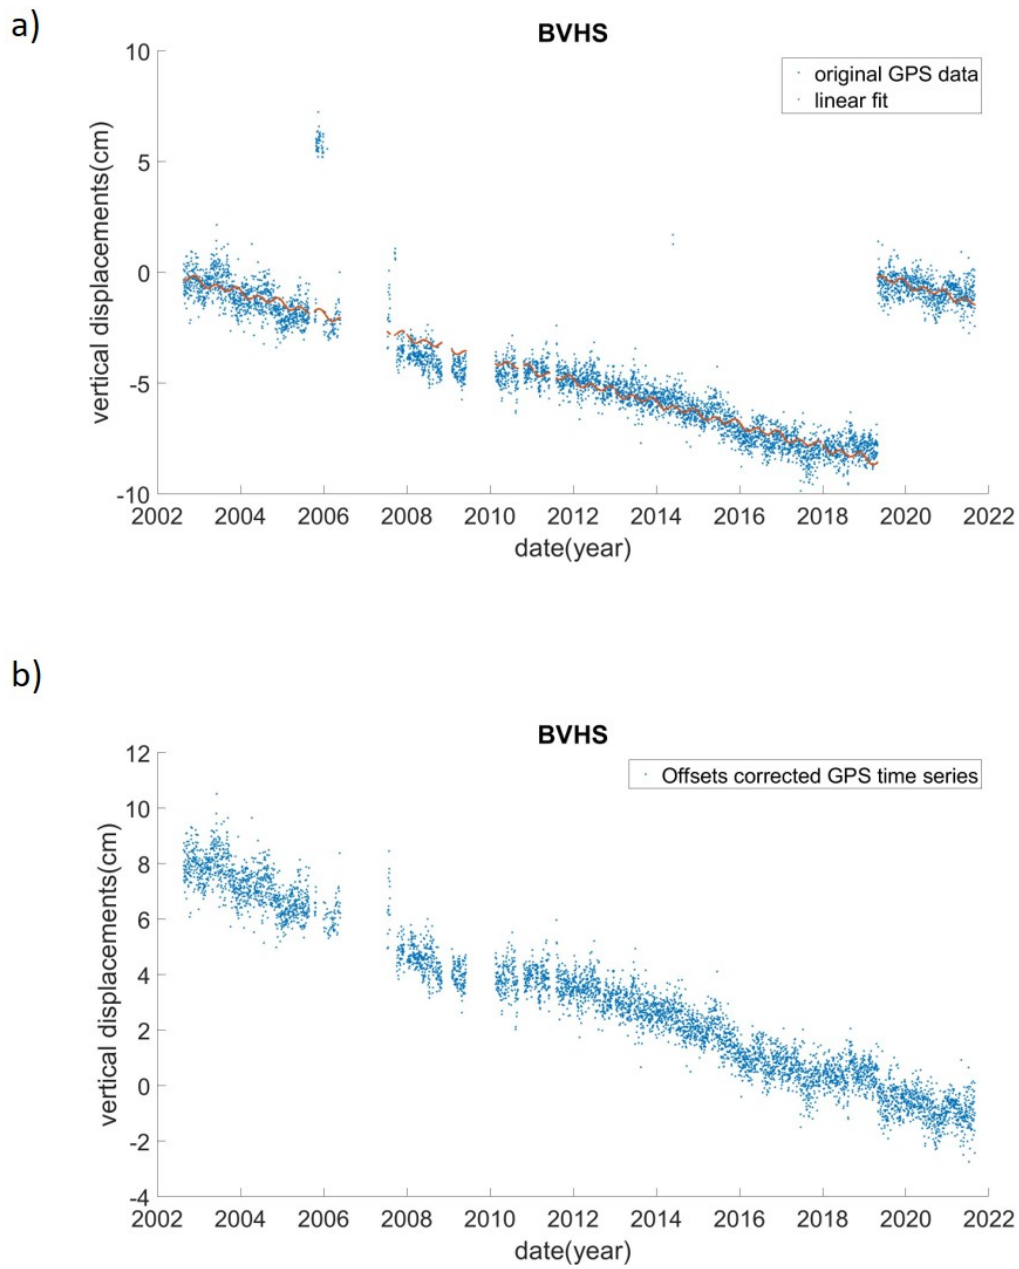 a)
BVHS
original GPS data
linear fit
10
5
0
-5
-10
vertical displacements(cm)
2002 2004 2006 2008 2010 2012 2014 2016 2018 2020 2022
date(year)
b)
BVHS
Offsets corrected GPS time series
12
10
8
6
4
2
0
-2
-4
vertical displacements(cm)
2002 2004 2006 2008 2010 2012 2014 2016 2018 2020 2022
date(year)